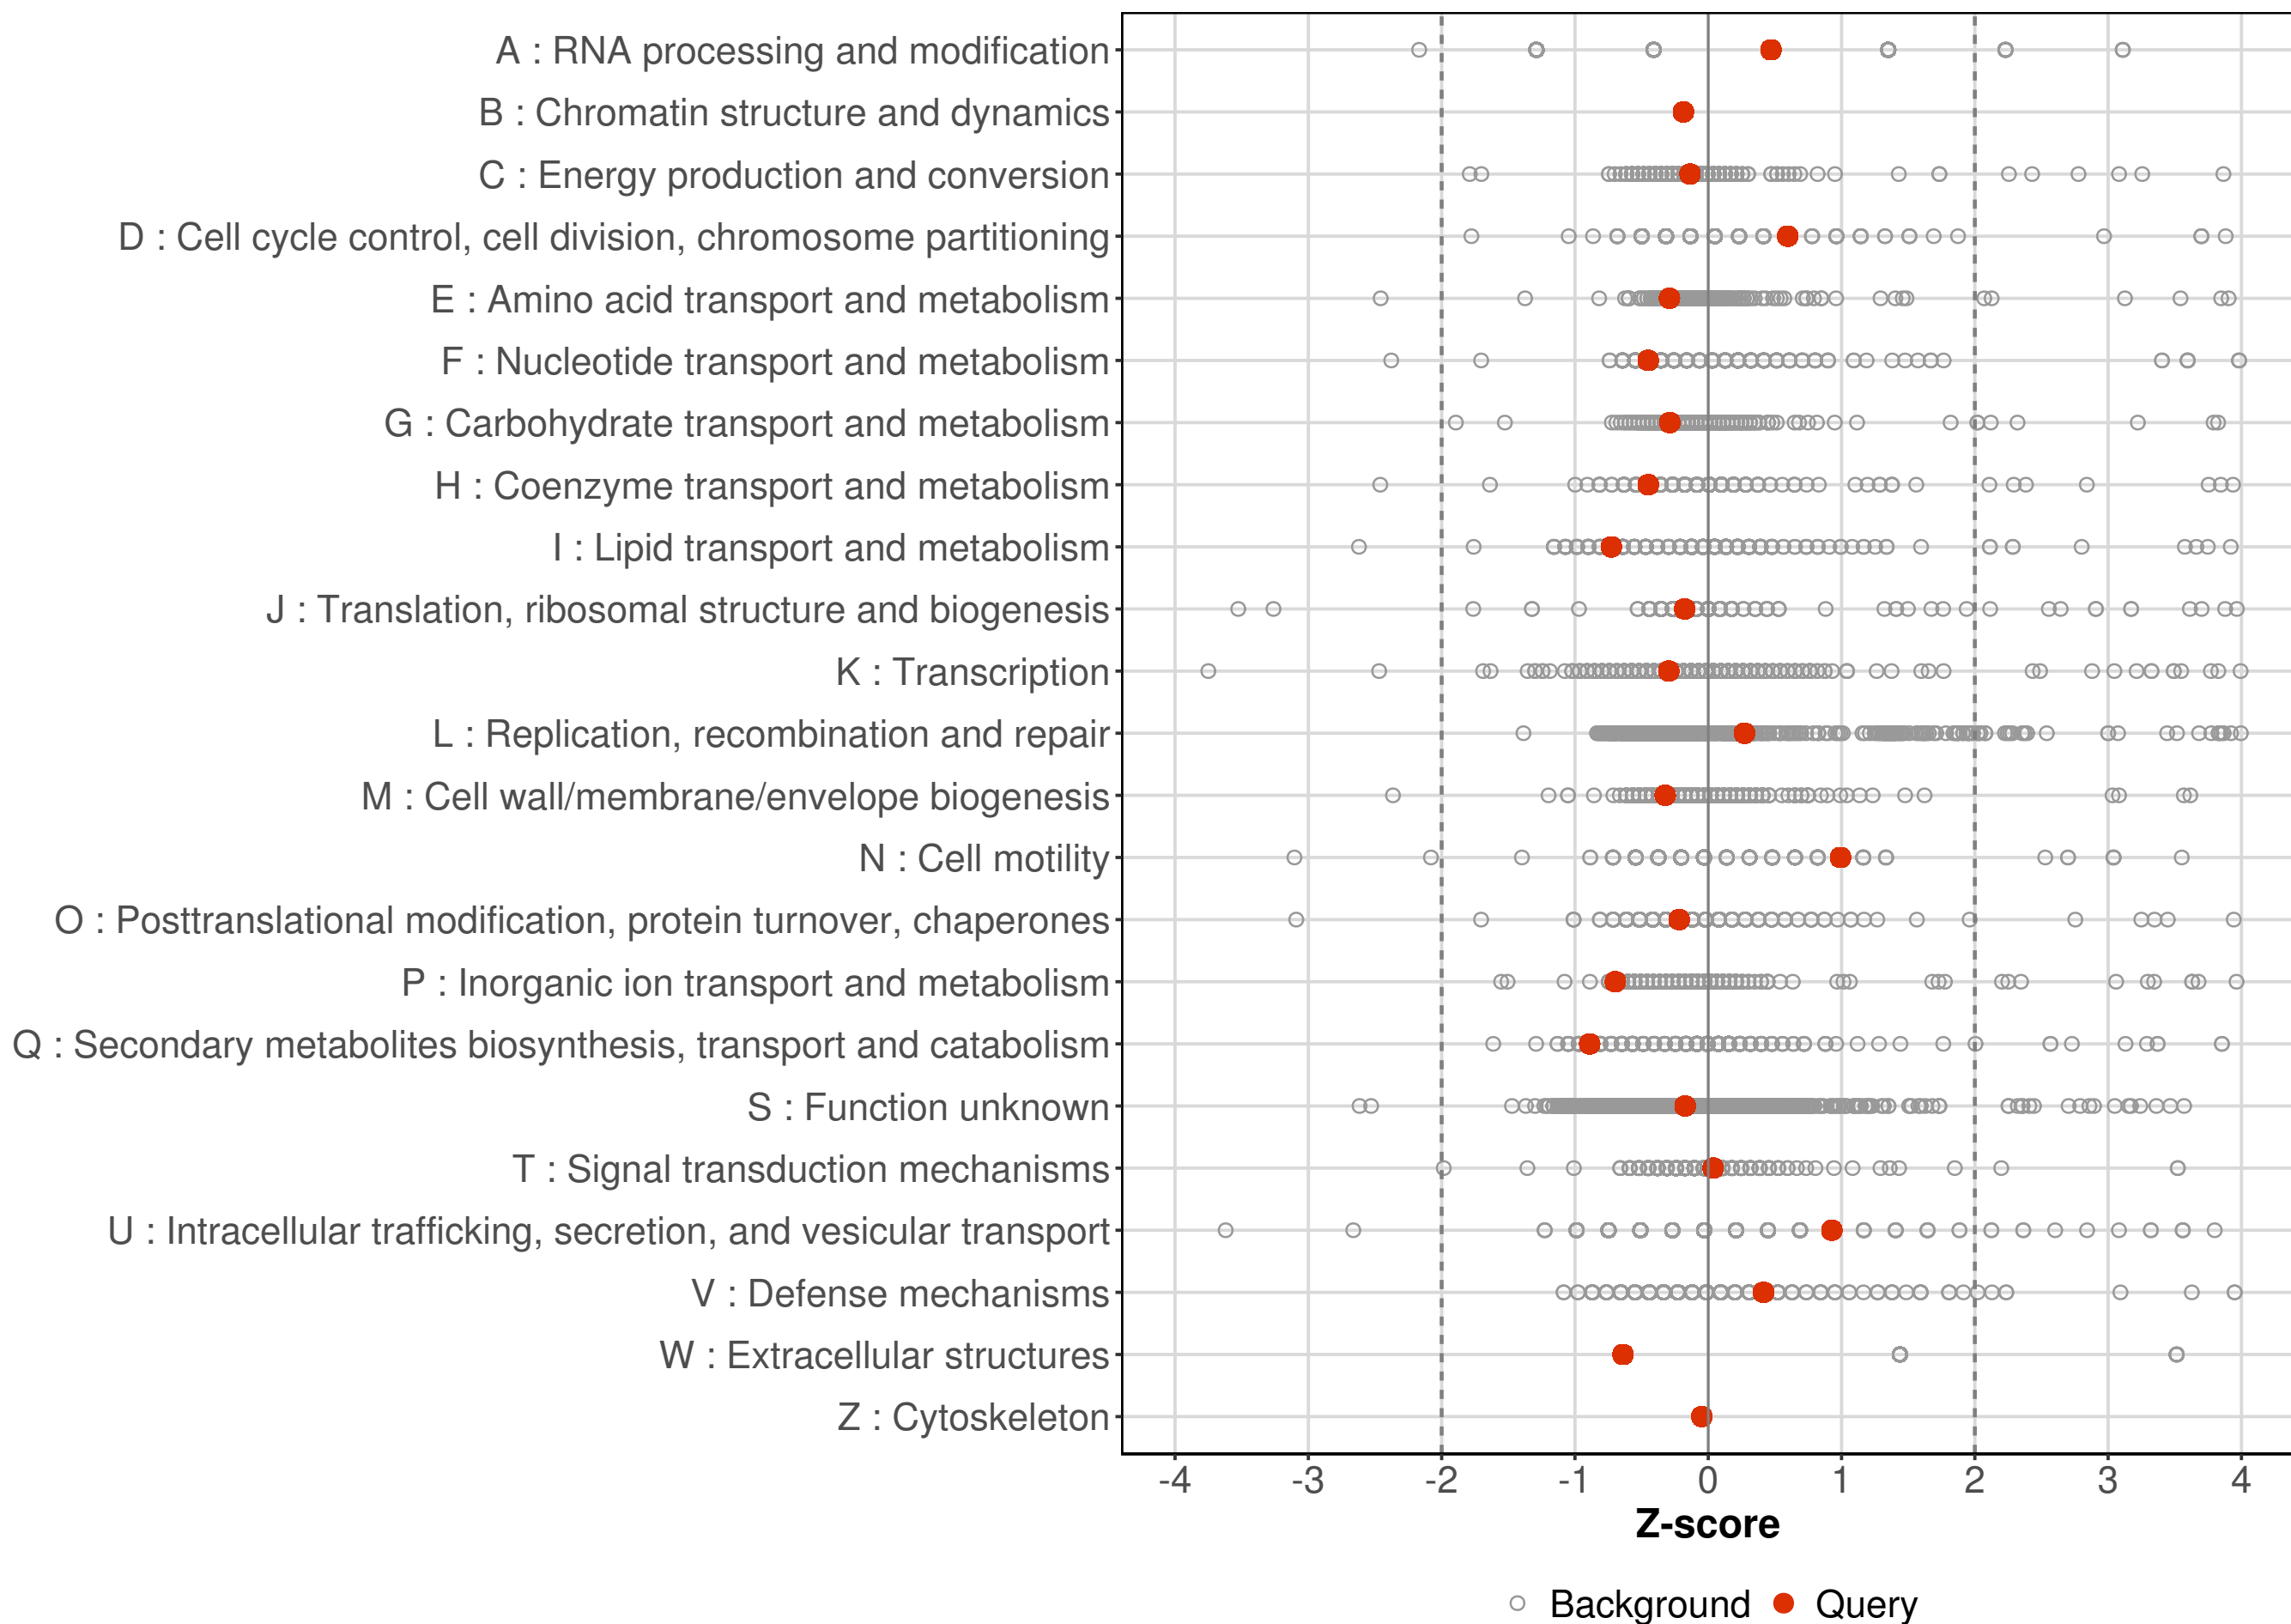 A : RNA processing and modification
B : Chromatin structure and dynamics
C : Energy production and conversion
D : Cell cycle control, cell division, chromosome partitioning
E : Amino acid transport and metabolism
F : Nucleotide transport and metabolism
G : Carbohydrate transport and metabolism
H : Coenzyme transport and metabolism
I : Lipid transport and metabolism
J : Translation, ribosomal structure and biogenesis
K : Transcription
L : Replication, recombination and repair
M : Cell wall/membrane/envelope biogenesis
N : Cell motility
O : Posttranslational modification, protein turnover, chaperones
P : Inorganic ion transport and metabolism
Q : Secondary metabolites biosynthesis, transport and catabolism
S : Function unknown
T : Signal transduction mechanisms
U : Intracellular trafficking, secretion, and vesicular transport
V : Defense mechanisms
W : Extracellular structures
Z : Cytoskeleton
-4 -3 -2 -1 0 1 2 3 4
Z-score
Background Query